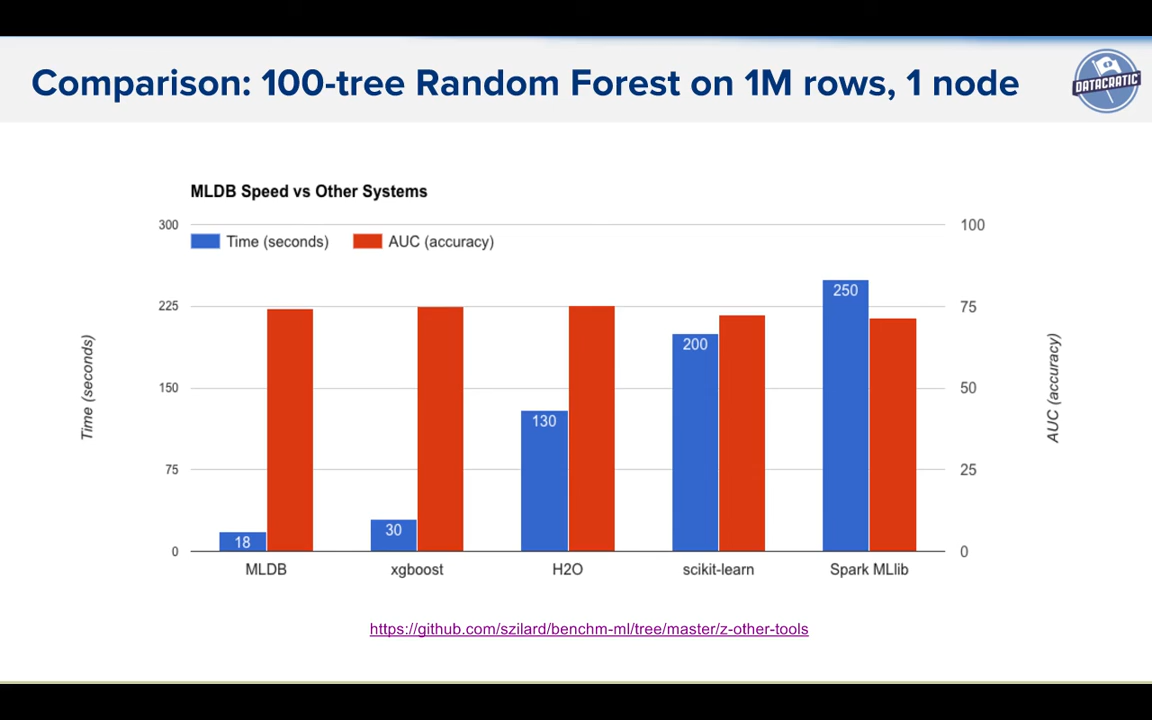 Comparison: 100-tree Random Forest on 1M rows, 1 node
DATACRATIC
MLDB Speed vs Other Systems
300
100
Time (seconds)
AUC (accuracy)
225
75
150
50
75
25
0
0
Time (seconds)
AUC (accuracy)
18
30
130
200
250
MLDB
xgboost
H2O
scikit-learn
Spark MLlib
https://github.com/szilard/benchm-ml/tree/master/z-other-tools